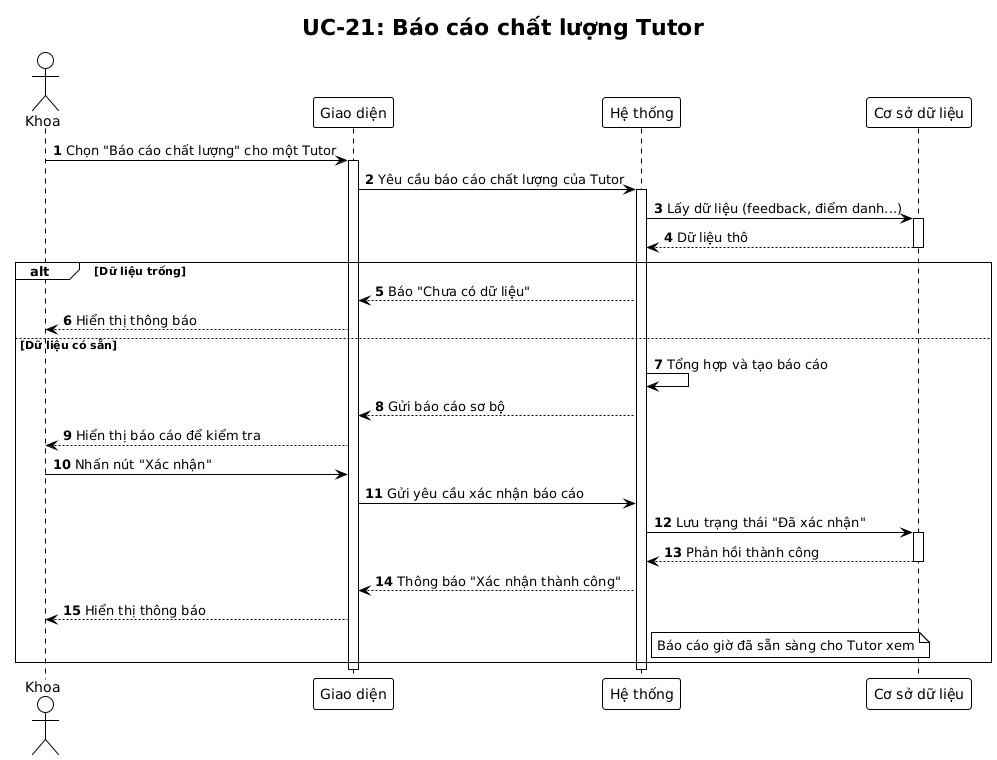 UC-21: Báo cáo chất lượng Tutor
Khoa
Giao diện
Hệ thống
Cơ sở dữ liệu
1 Chọn "Báo cáo chất lượng" cho một Tutor
2 Yêu cầu báo cáo chất lượng của Tutor
3 Lấy dữ liệu (feedback, điểm danh...)
4 Dữ liệu thô
alt [Dữ liệu trống]
5 Báo "Chưa có dữ liệu"
6 Hiển thị thông báo
[Dữ liệu có sẵn]
7 Tổng hợp và tạo báo cáo
8 Gửi báo cáo sơ bộ
9 Hiển thị báo cáo để kiểm tra
10 Nhấn nút "Xác nhận"
11 Gửi yêu cầu xác nhận báo cáo
12 Lưu trạng thái "Đã xác nhận"
13 Phản hồi thành công
14 Thông báo "Xác nhận thành công"
15 Hiển thị thông báo
Báo cáo giờ đã sẵn sàng cho Tutor xem
Khoa
Giao diện
Hệ thống
Cơ sở dữ liệu